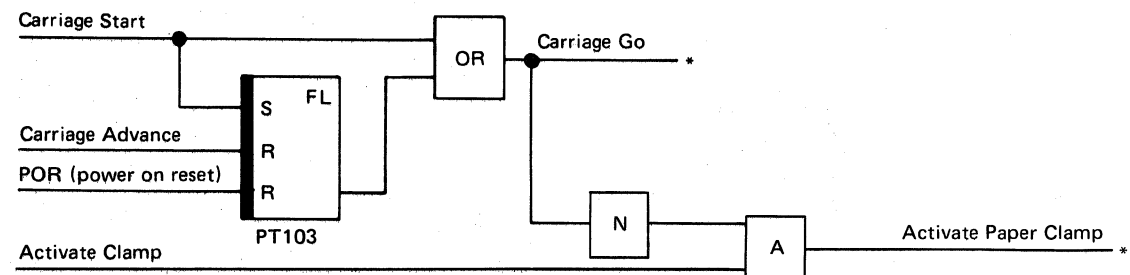 Carriage Start
OR
Carriage Go
*
FL
S
Carriage Advance
R
POR (power on reset)
R
PT103
N
Activate Clamp
A
Activate Paper Clamp
*